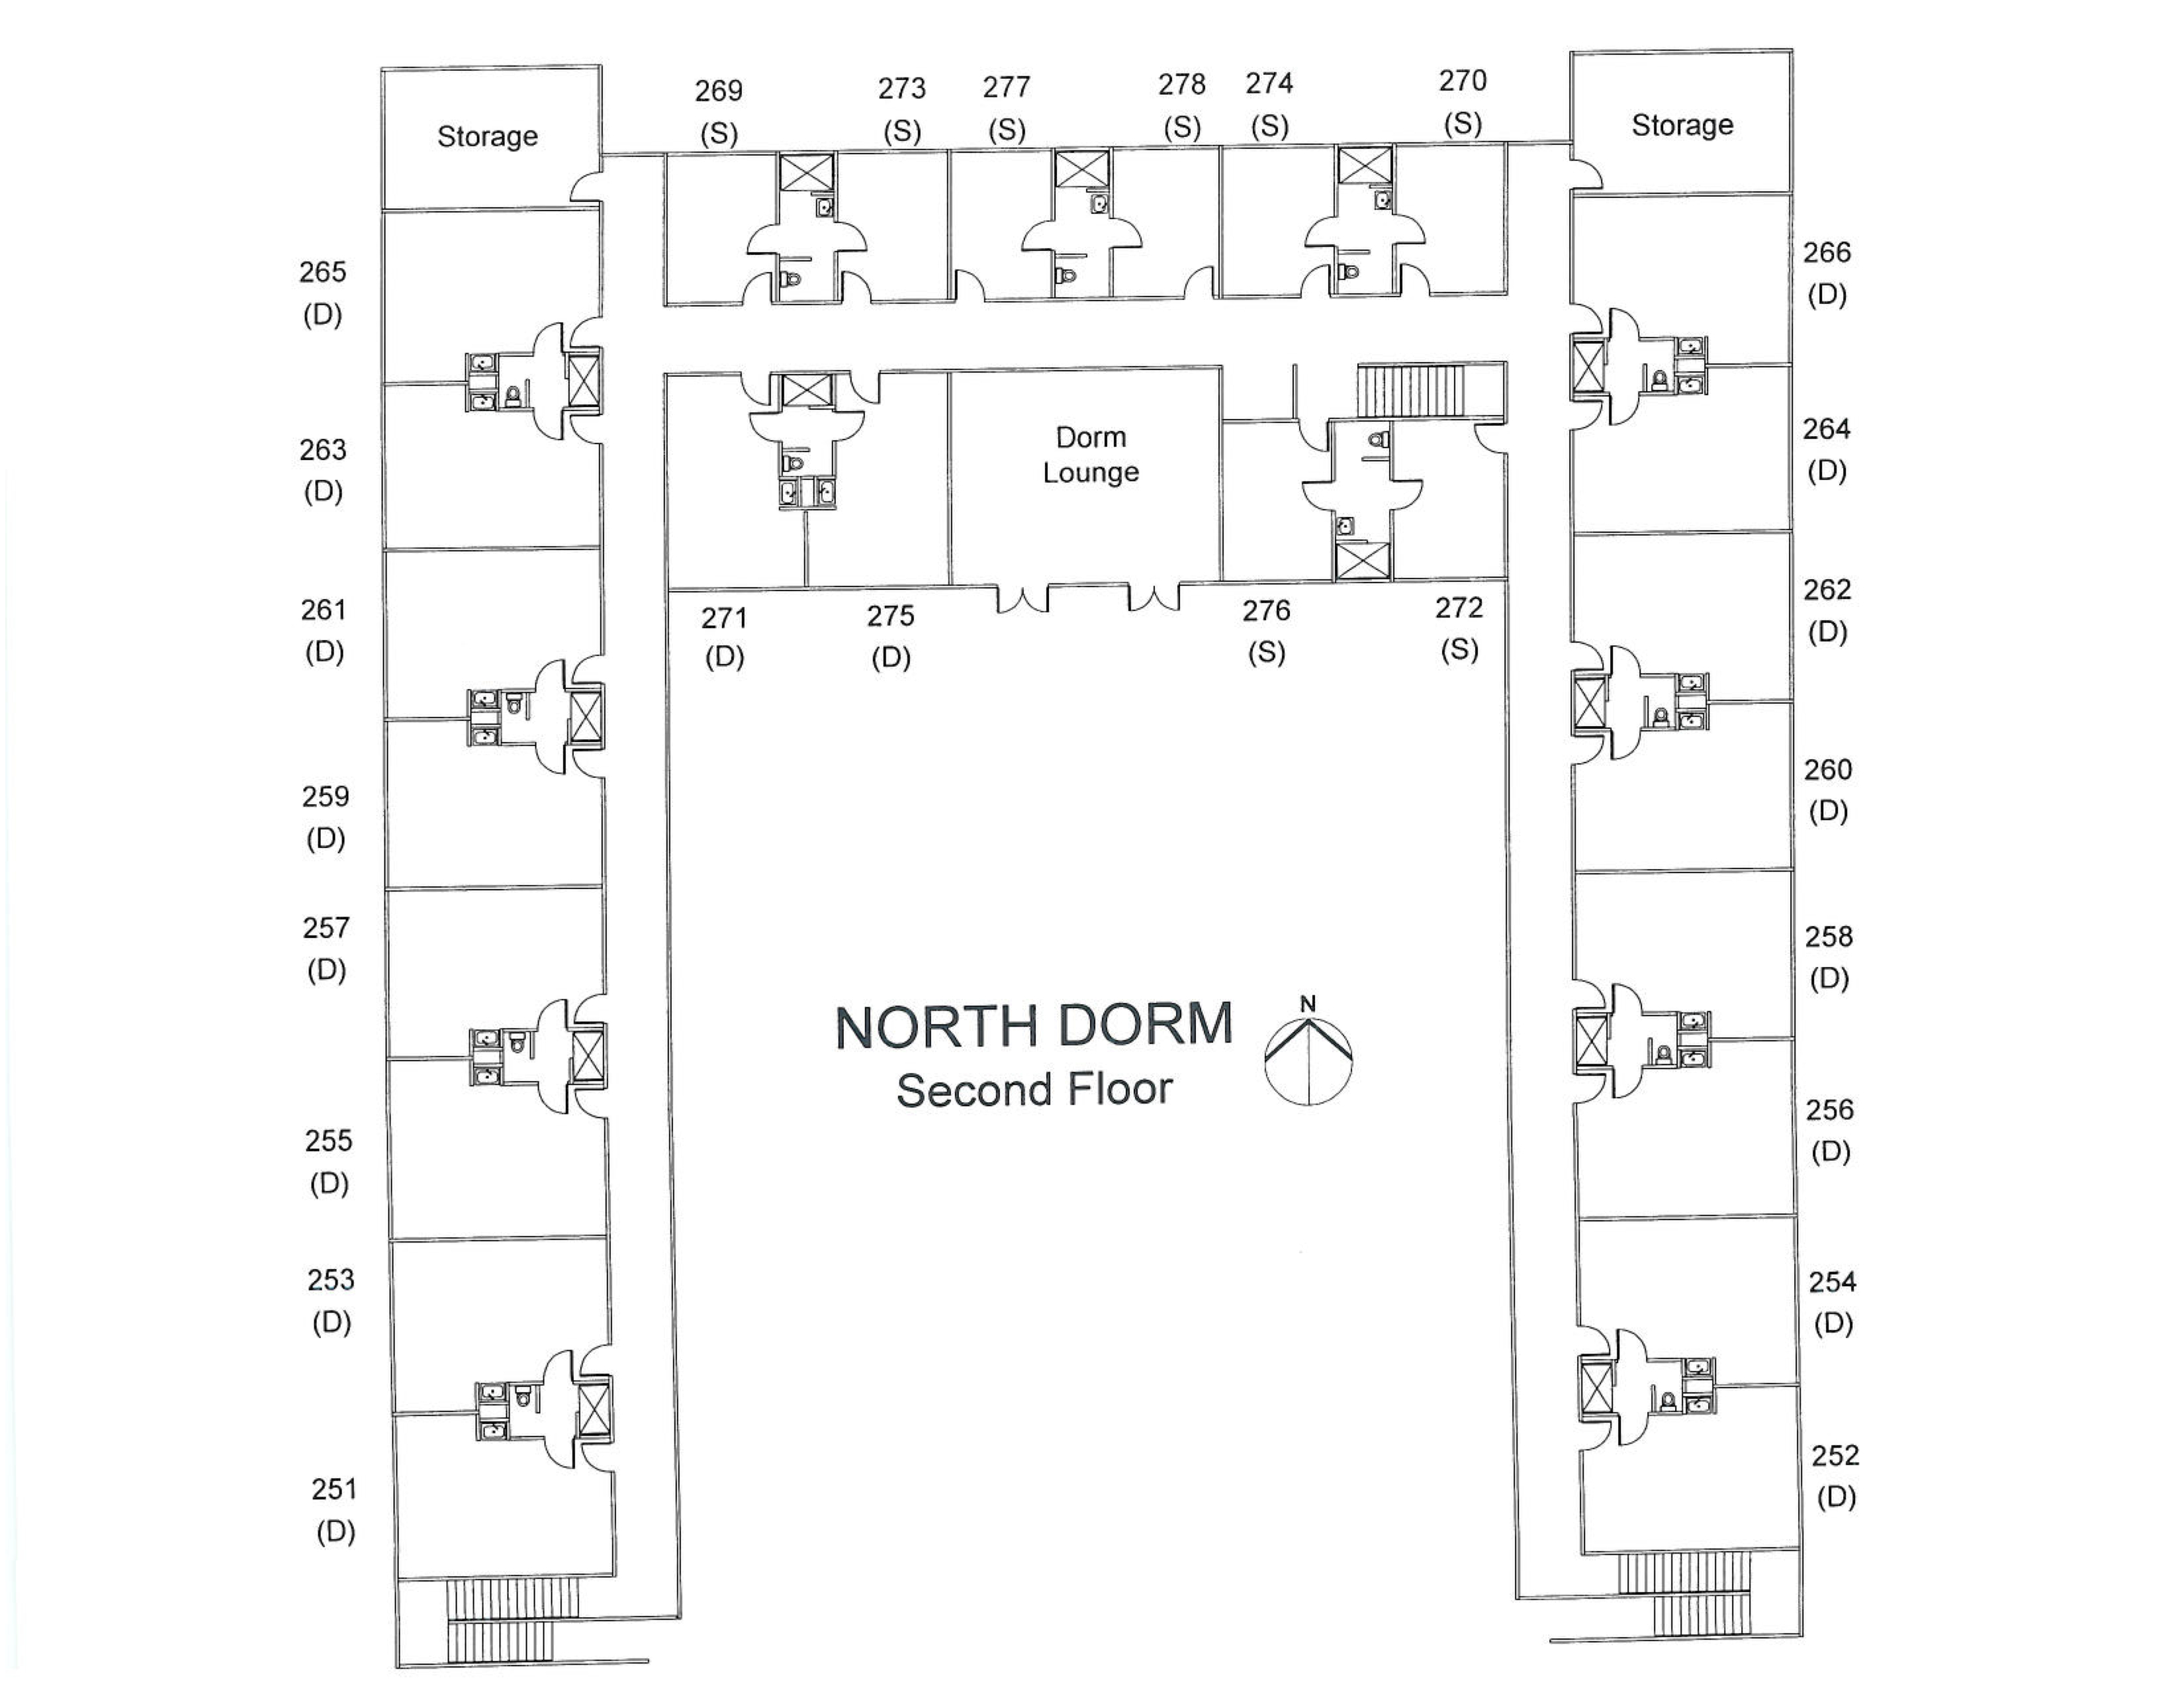 269
(S)
273
(S)
277
(S)
278
(S)
274
(S)
270
(S)
Storage
Storage
265
(D)
266
(D)
263
(D)
264
(D)
Dorm
Lounge
261
(D)
262
(D)
271
(D)
275
(D)
276
(S)
272
(S)
259
(D)
260
(D)
257
(D)
258
(D)
NORTH DORM
Second Floor
N
255
(D)
256
(D)
253
(D)
254
(D)
251
(D)
252
(D)